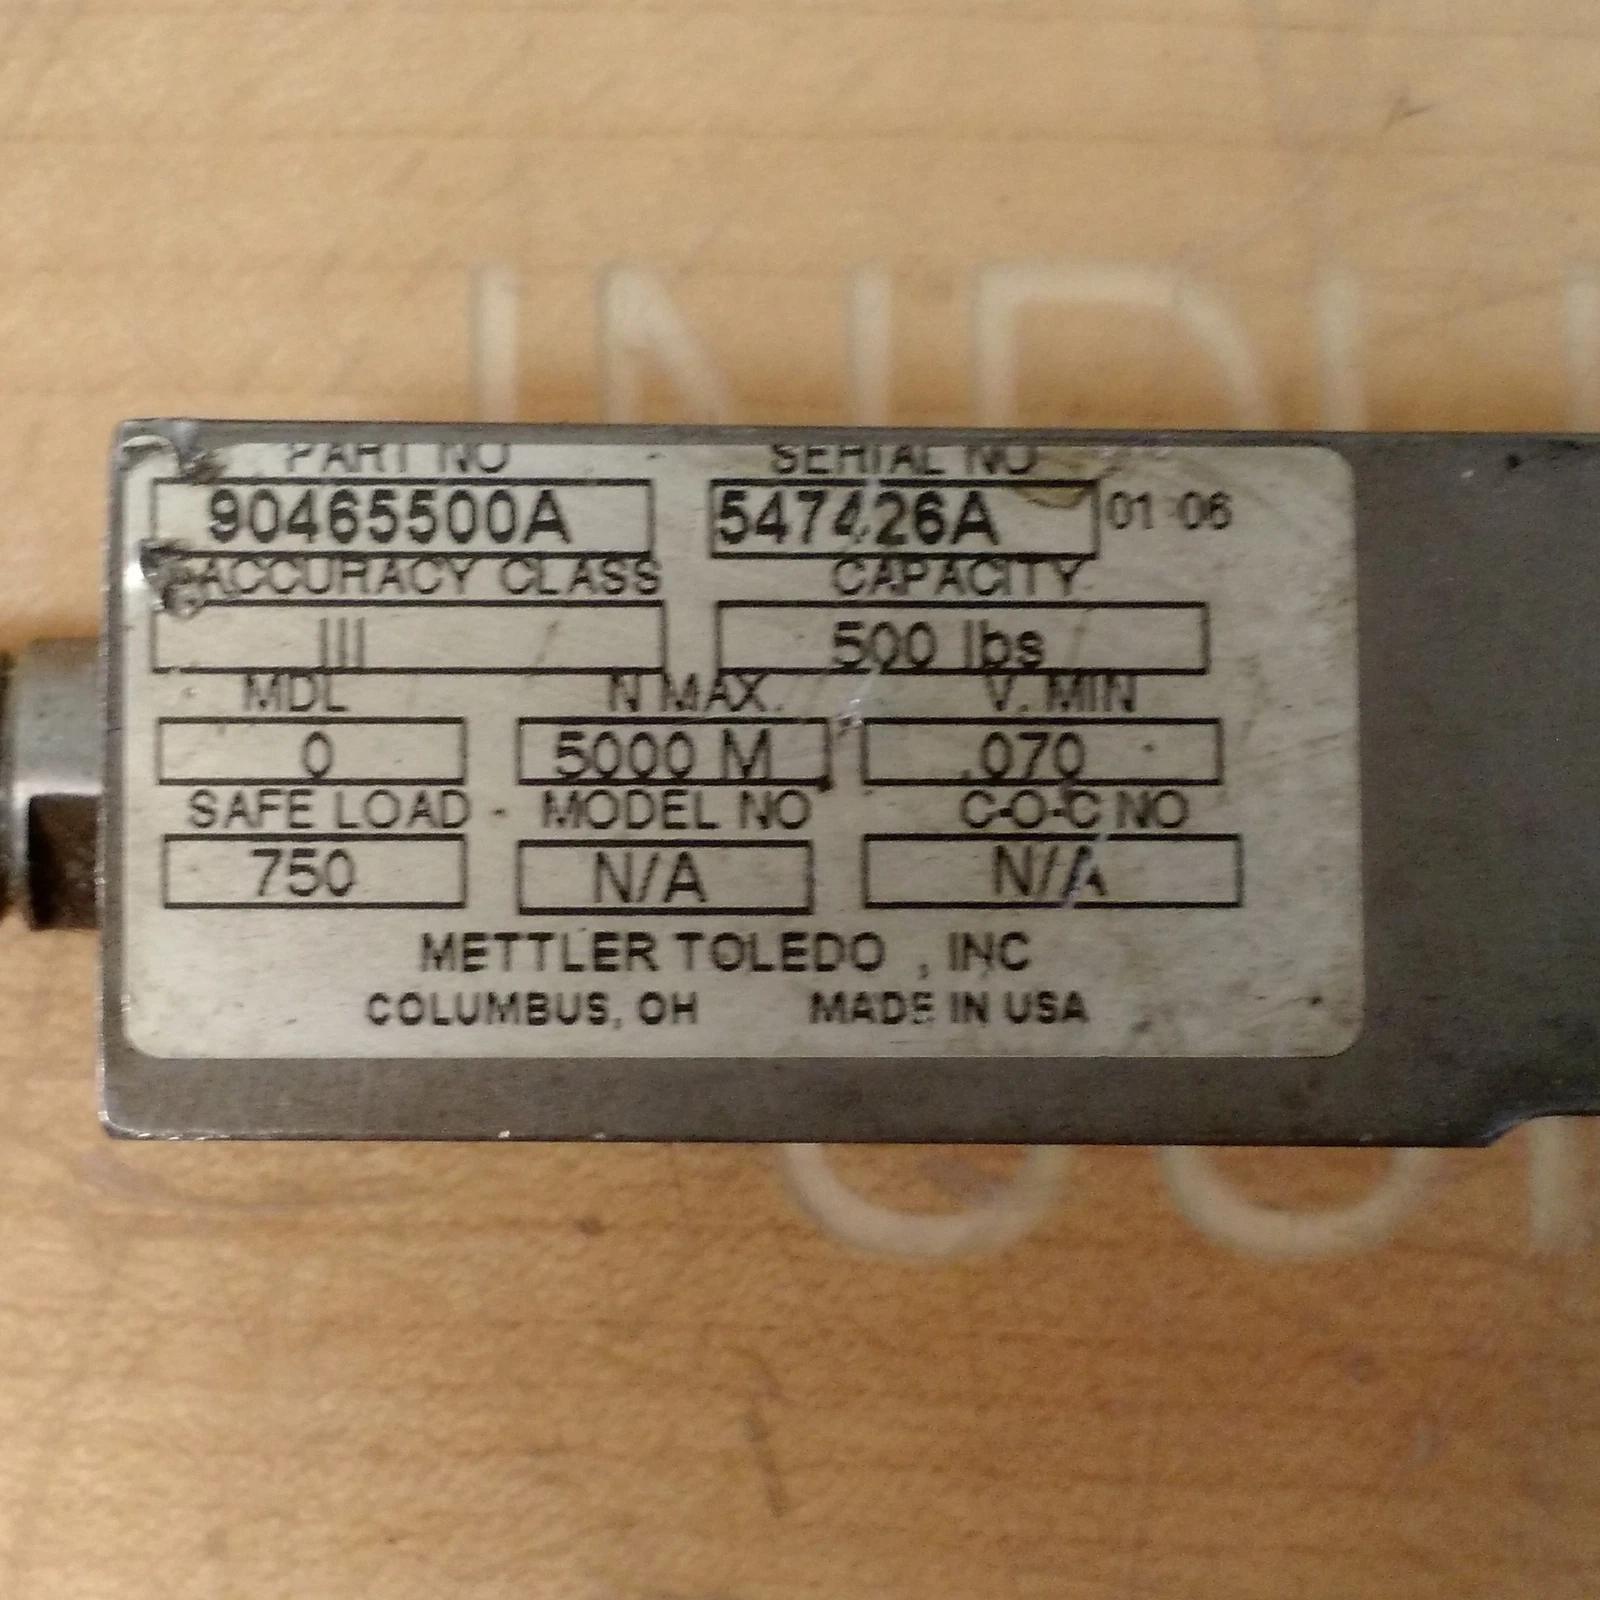 PART NO SERIAL NO
90465500A 547426A 01 06
ACCURACY CLASS CAPACITY
III 500 lbs
MDL N MAX. V. MIN
0 5000 M .070
SAFE LOAD - MODEL NO C-O-C NO
750 N/A N/A
METTLER TOLEDO , INC
COLUMBUS, OH MADE IN USA